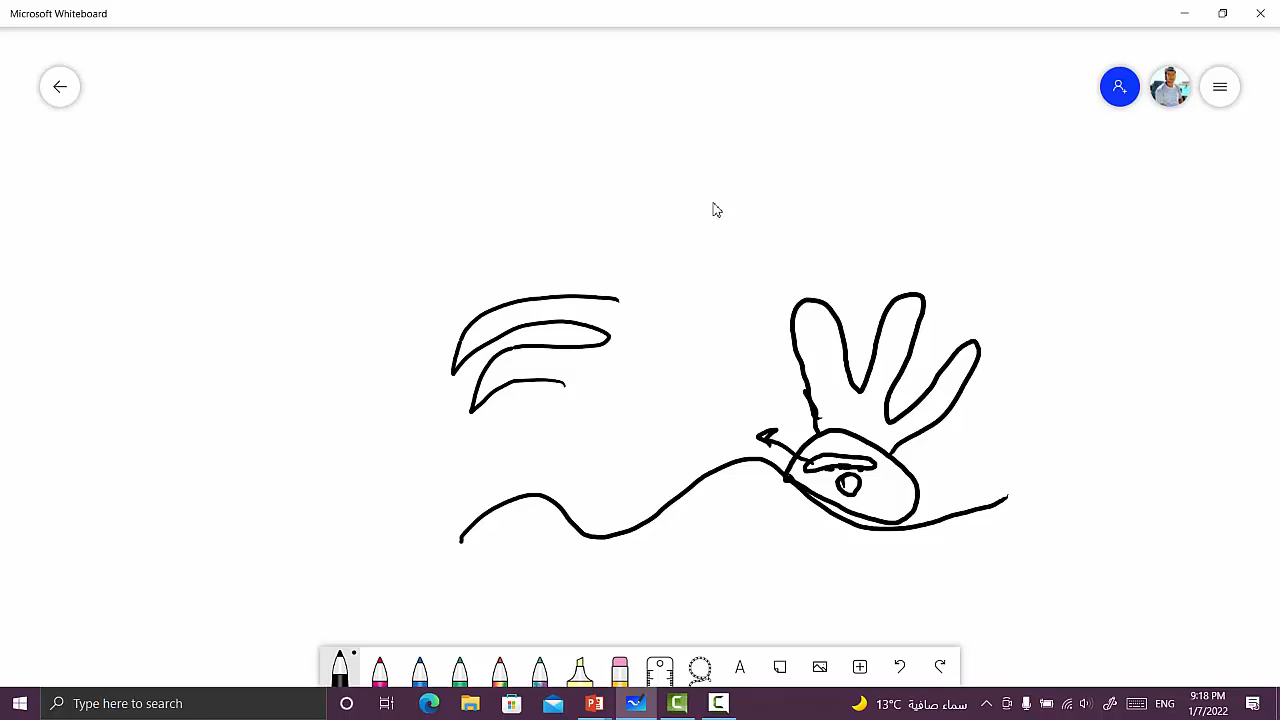 Microsoft Whiteboard
Type here to search
13°C سماء صافية
ENG
9:18 PM
1/7/2022